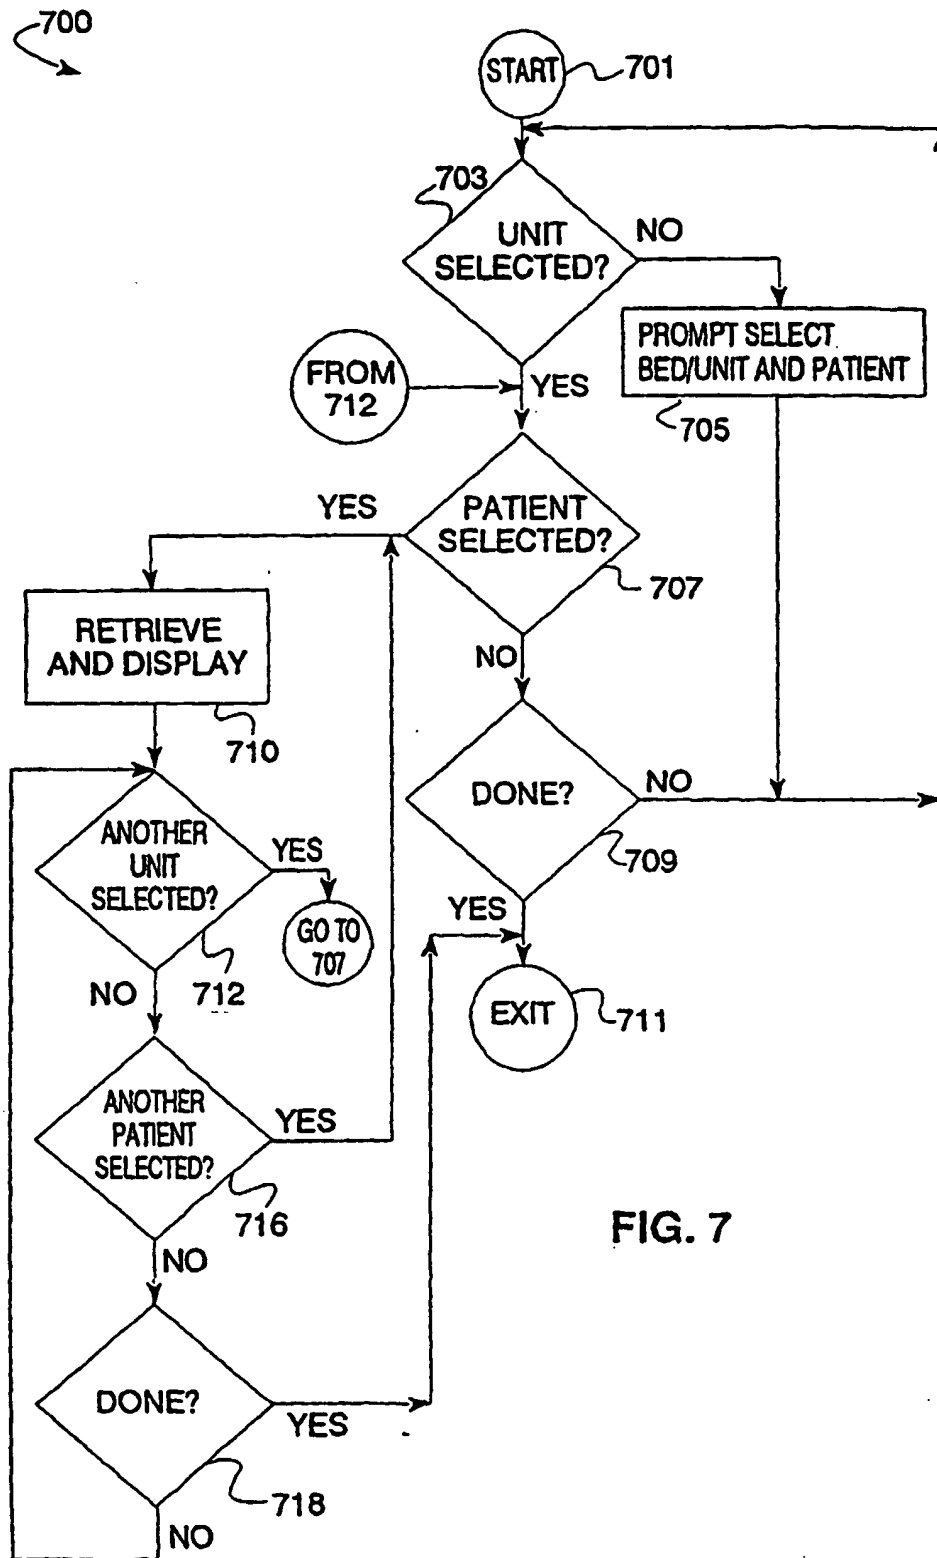 700
START
701
703
UNIT
SELECTED?
NO
PROMPT SELECT
BED/UNIT AND PATIENT
705
FROM
712
YES
YES
PATIENT
SELECTED?
707
RETRIEVE
AND DISPLAY
710
NO
DONE?
NO
709
ANOTHER
UNIT
SELECTED?
YES
GO TO
707
712
NO
YES
EXIT
711
ANOTHER
PATIENT
SELECTED?
YES
716
NO
FIG. 7
DONE?
YES
718
NO